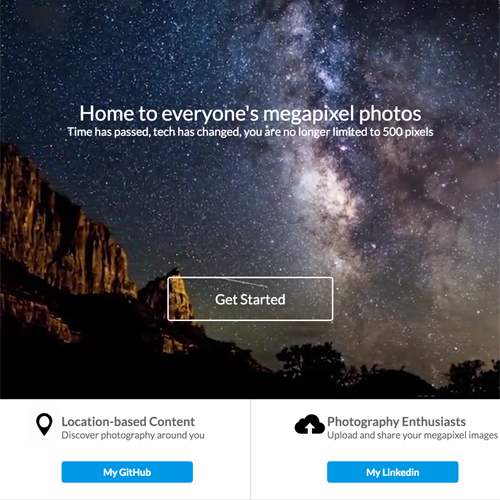 Home to everyone's megapixel photos
Time has passed, tech has changed, you are no longer limited to 500 pixels
Get Started
Location-based Content
Discover photography around you
My GitHub
Photography Enthusiasts
Upload and share your megapixel images
My Linkedin